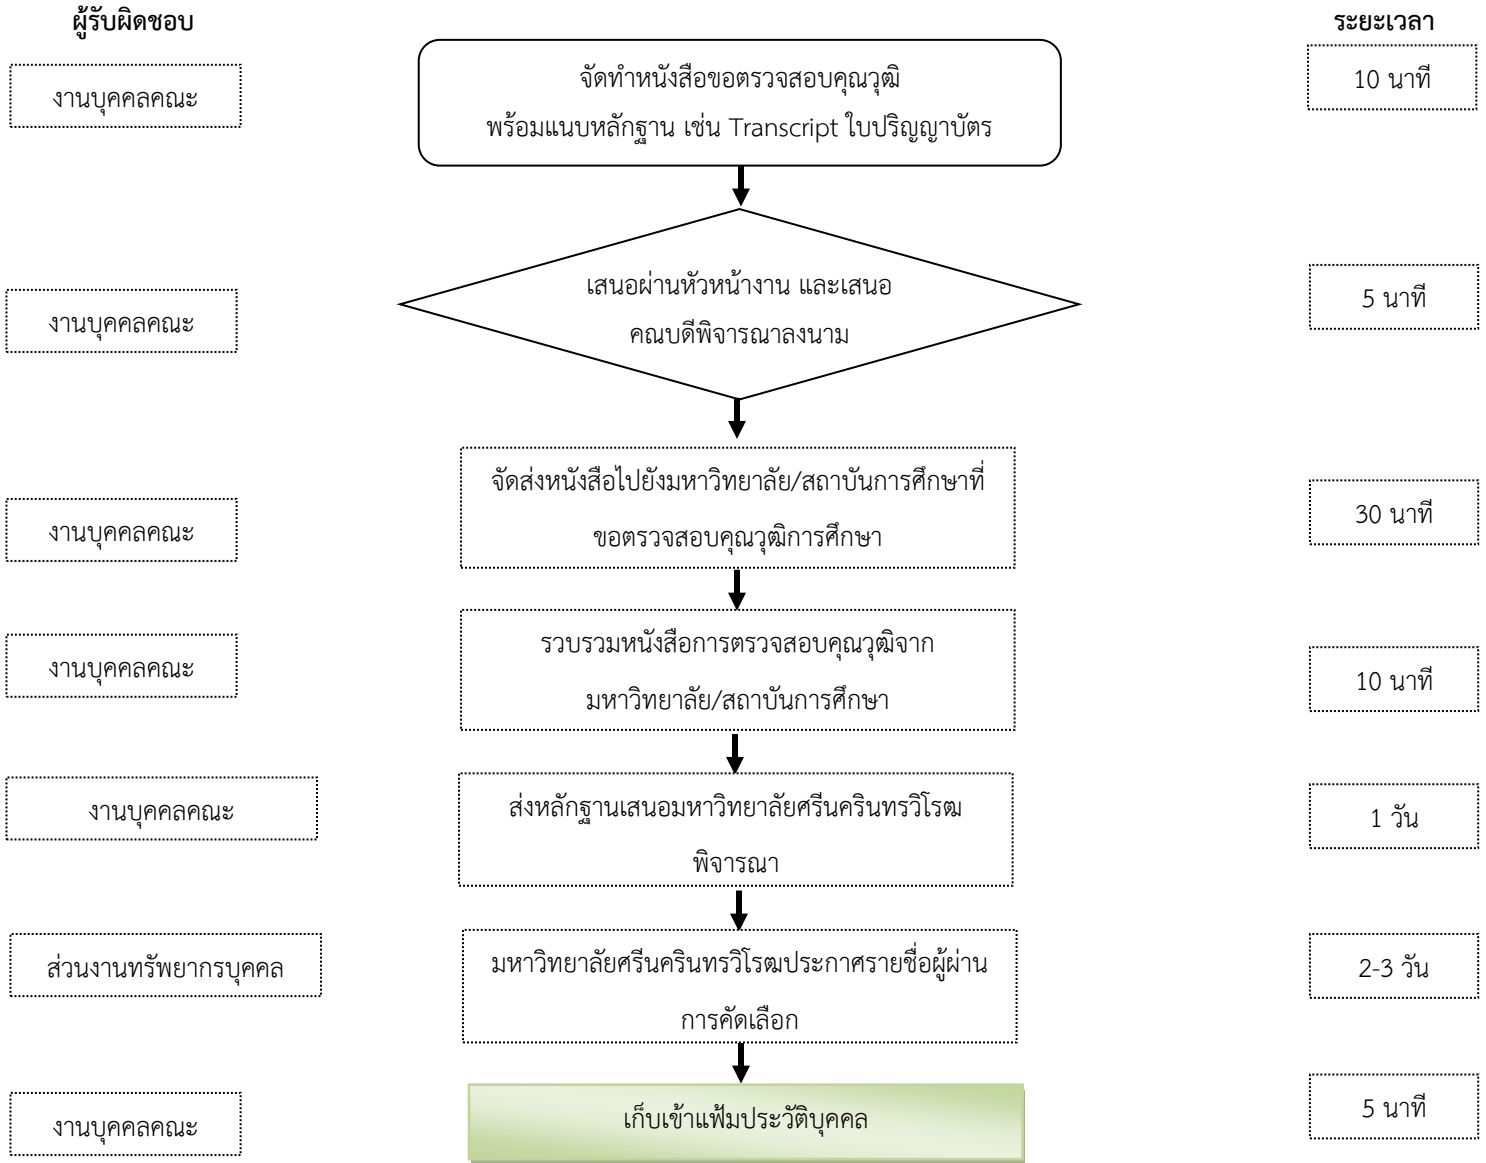 ผู้รับผิดชอบ
ระยะเวลา
งานบุคคลคณะ
จัดทำหนังสือขอตรวจสอบคุณวุฒิ
พร้อมแนบหลักฐาน เช่น Transcript ใบปริญญาบัตร
10 นาที
งานบุคคลคณะ
เสนอผ่านหัวหน้างาน และเสนอ
คณบดีพิจารณาลงนาม
5 นาที
งานบุคคลคณะ
จัดส่งหนังสือไปยังมหาวิทยาลัย/สถาบันการศึกษาที่
ขอตรวจสอบคุณวุฒิการศึกษา
30 นาที
งานบุคคลคณะ
รวบรวมหนังสือการตรวจสอบคุณวุฒิจาก
มหาวิทยาลัย/สถาบันการศึกษา
10 นาที
งานบุคคลคณะ
ส่งหลักฐานเสนอมหาวิทยาลัยศรีนครินทรวิโรฒ
พิจารณา
1 วัน
ส่วนงานทรัพยากรบุคคล
มหาวิทยาลัยศรีนครินทรวิโรฒประกาศรายชื่อผู้ผ่าน
การคัดเลือก
2-3 วัน
งานบุคคลคณะ
เก็บเข้าแฟ้มประวัติบุคคล
5 นาที